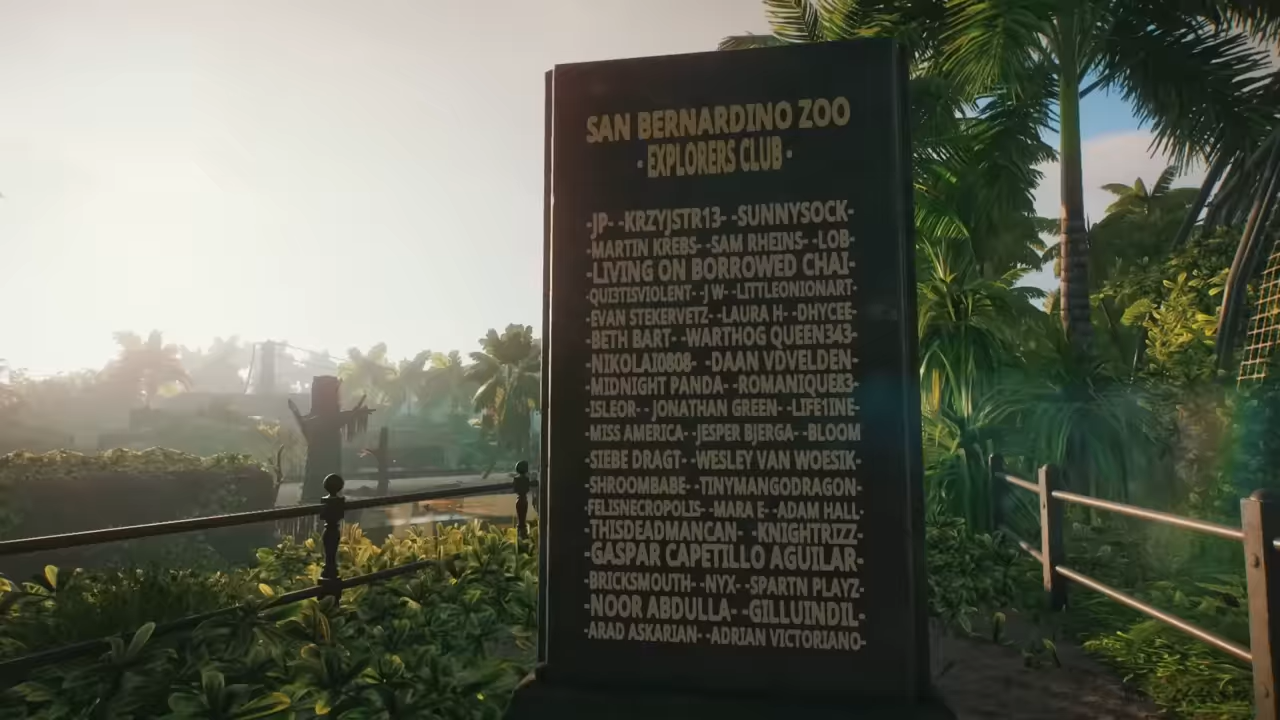 SAN BERNARDINO ZOO
· EXPLORERS CLUB ·
-JP- -KRZYJSTR13- -SUNNYSOCK-
-MARTIN KREBS- -SAM RHEINS- -LOB-
-LIVING ON BORROWED CHAI-
-QUI3TISVIOLENT- -J W- -LITTLEONIONART-
-EVAN STEKERVETZ- -LAURA H- -DHYCEE-
-BETH BART- -WARTHOG QUEEN343-
-NIKOLAI0808- -DAAN VDVELDEN-
-MIDNIGHT PANDA- -ROMANIQUE83-
-ISLEOR- -JONATHAN GREEN- -LIFE1INE-
-MISS AMERICA- -JESPER BJERGA- -BLOOM
-SIEBE DRAGT- -WESLEY VAN WOESIK-
-SHROOMBABE- -TINYMANGODRAGON-
-FELISNECROPOLIS- -MARA E- -ADAM HALL-
-THISDEADMANCAN- -KNIGHTRIZZ-
-GASPAR CAPETILLO AGUILAR-
-BRICKSMOUTH- -NYX- -SPARTN PLAYZ-
-NOOR ABDULLA- -GILLUINDIL-
-ARAD ASKARIAN- -ADRIAN VICTORIANO-